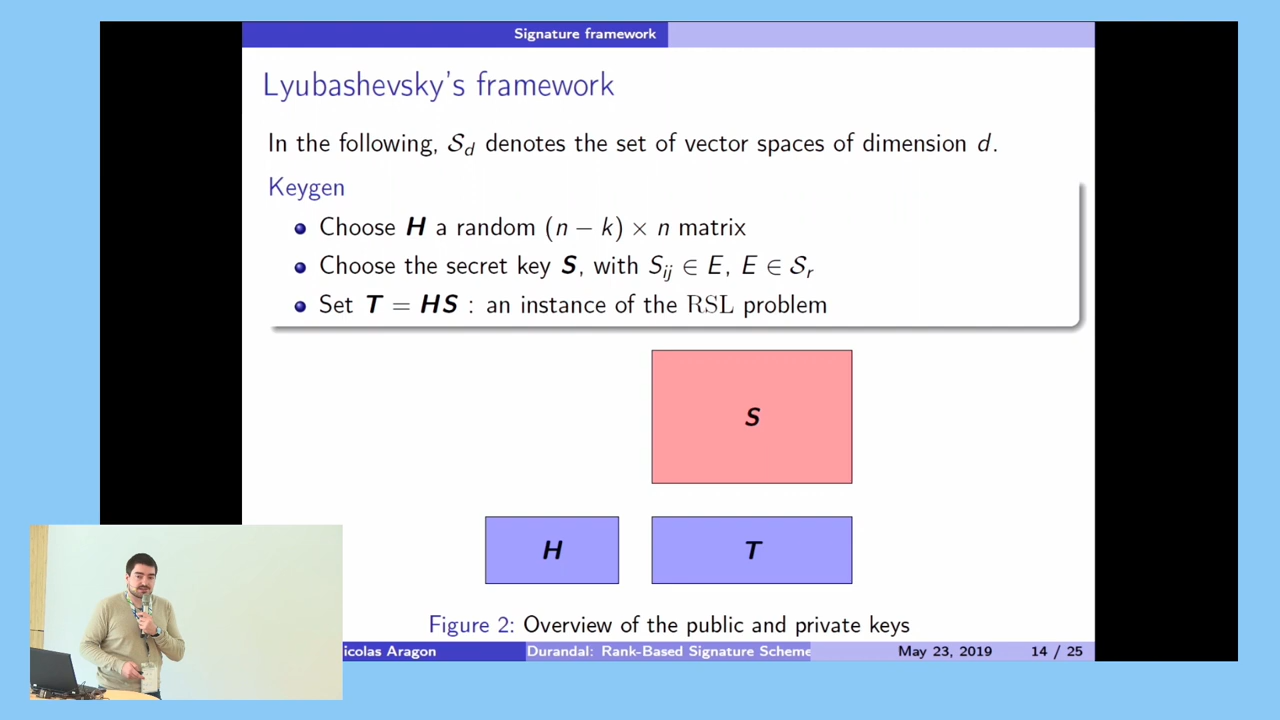 Signature framework
Lyubashevsky's framework
In the following, 𝒮_d denotes the set of vector spaces of dimension d.
Keygen
Choose H a random (n − k) × n matrix
Choose the secret key S, with S_ij ∈ E, E ∈ 𝒮_r
Set T = HS : an instance of the RSL problem
S
H T
Figure 2: Overview of the public and private keys
icolas Aragon Durandal: Rank-Based Signature Scheme May 23, 2019 14 / 25